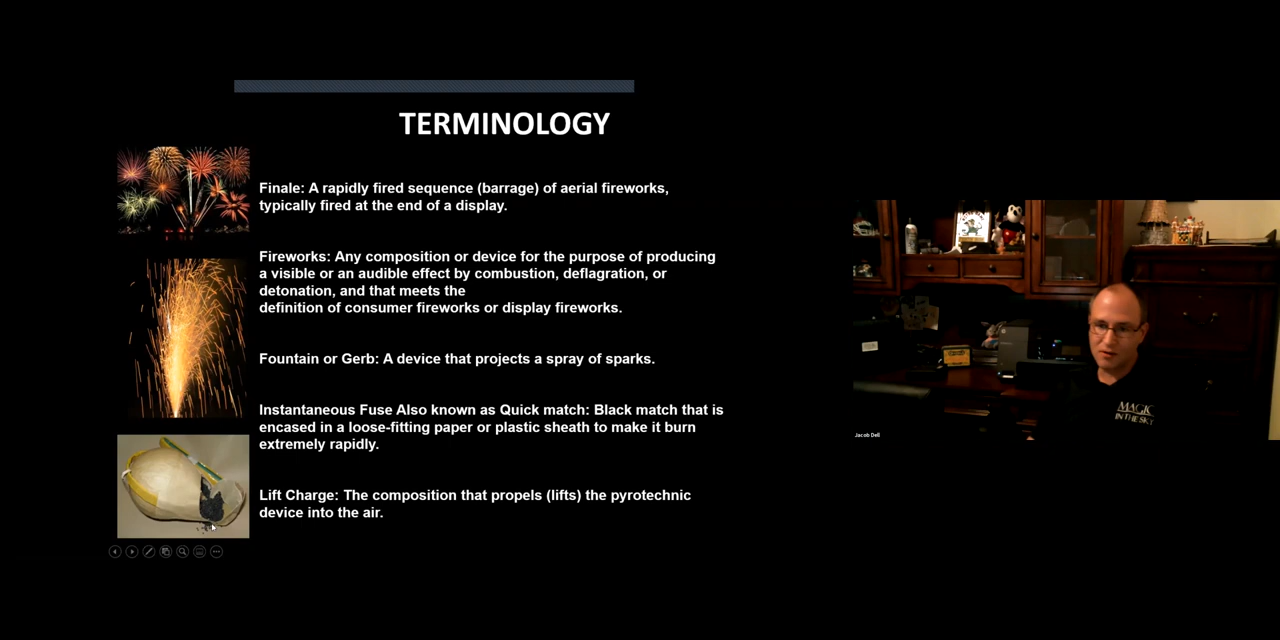 TERMINOLOGY
Finale: A rapidly fired sequence (barrage) of aerial fireworks,
typically fired at the end of a display.
Fireworks: Any composition or device for the purpose of producing
a visible or an audible effect by combustion, deflagration, or
detonation, and that meets the
definition of consumer fireworks or display fireworks.
Fountain or Gerb: A device that projects a spray of sparks.
Instantaneous Fuse Also known as Quick match: Black match that is
encased in a loose-fitting paper or plastic sheath to make it burn
extremely rapidly.
Lift Charge: The composition that propels (lifts) the pyrotechnic
device into the air.
MAGIC
IN THE SKY
Jacob Dell